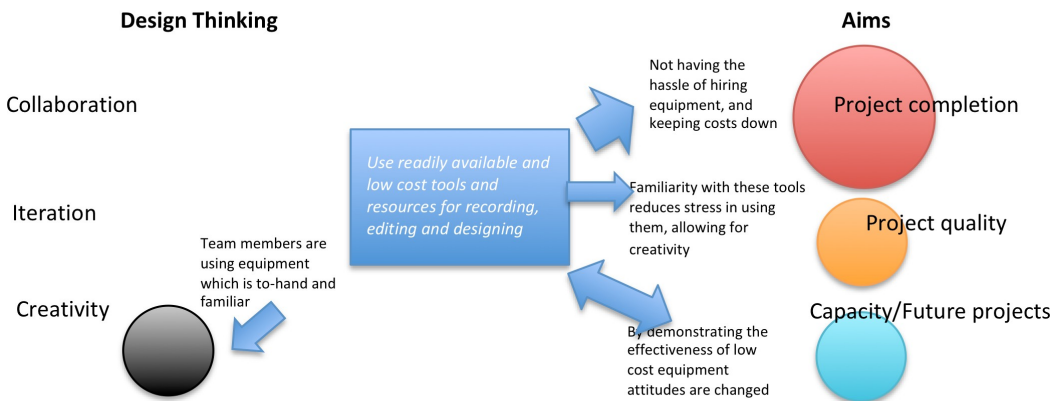 Design Thinking
Aims
Collaboration
Iteration
Creativity
Team members are
using equipment
which is to-hand and
familiar
Use readily available and
low cost tools and
resources for recording,
editing and designing
Not having the
hassle of hiring
equipment, and
keeping costs down
Familiarity with these tools
reduces stress in using
them, allowing for
creativity
By demonstrating the
effectiveness of low
cost equipment
attitudes are changed
Project completion
Project quality
Capacity/Future projects